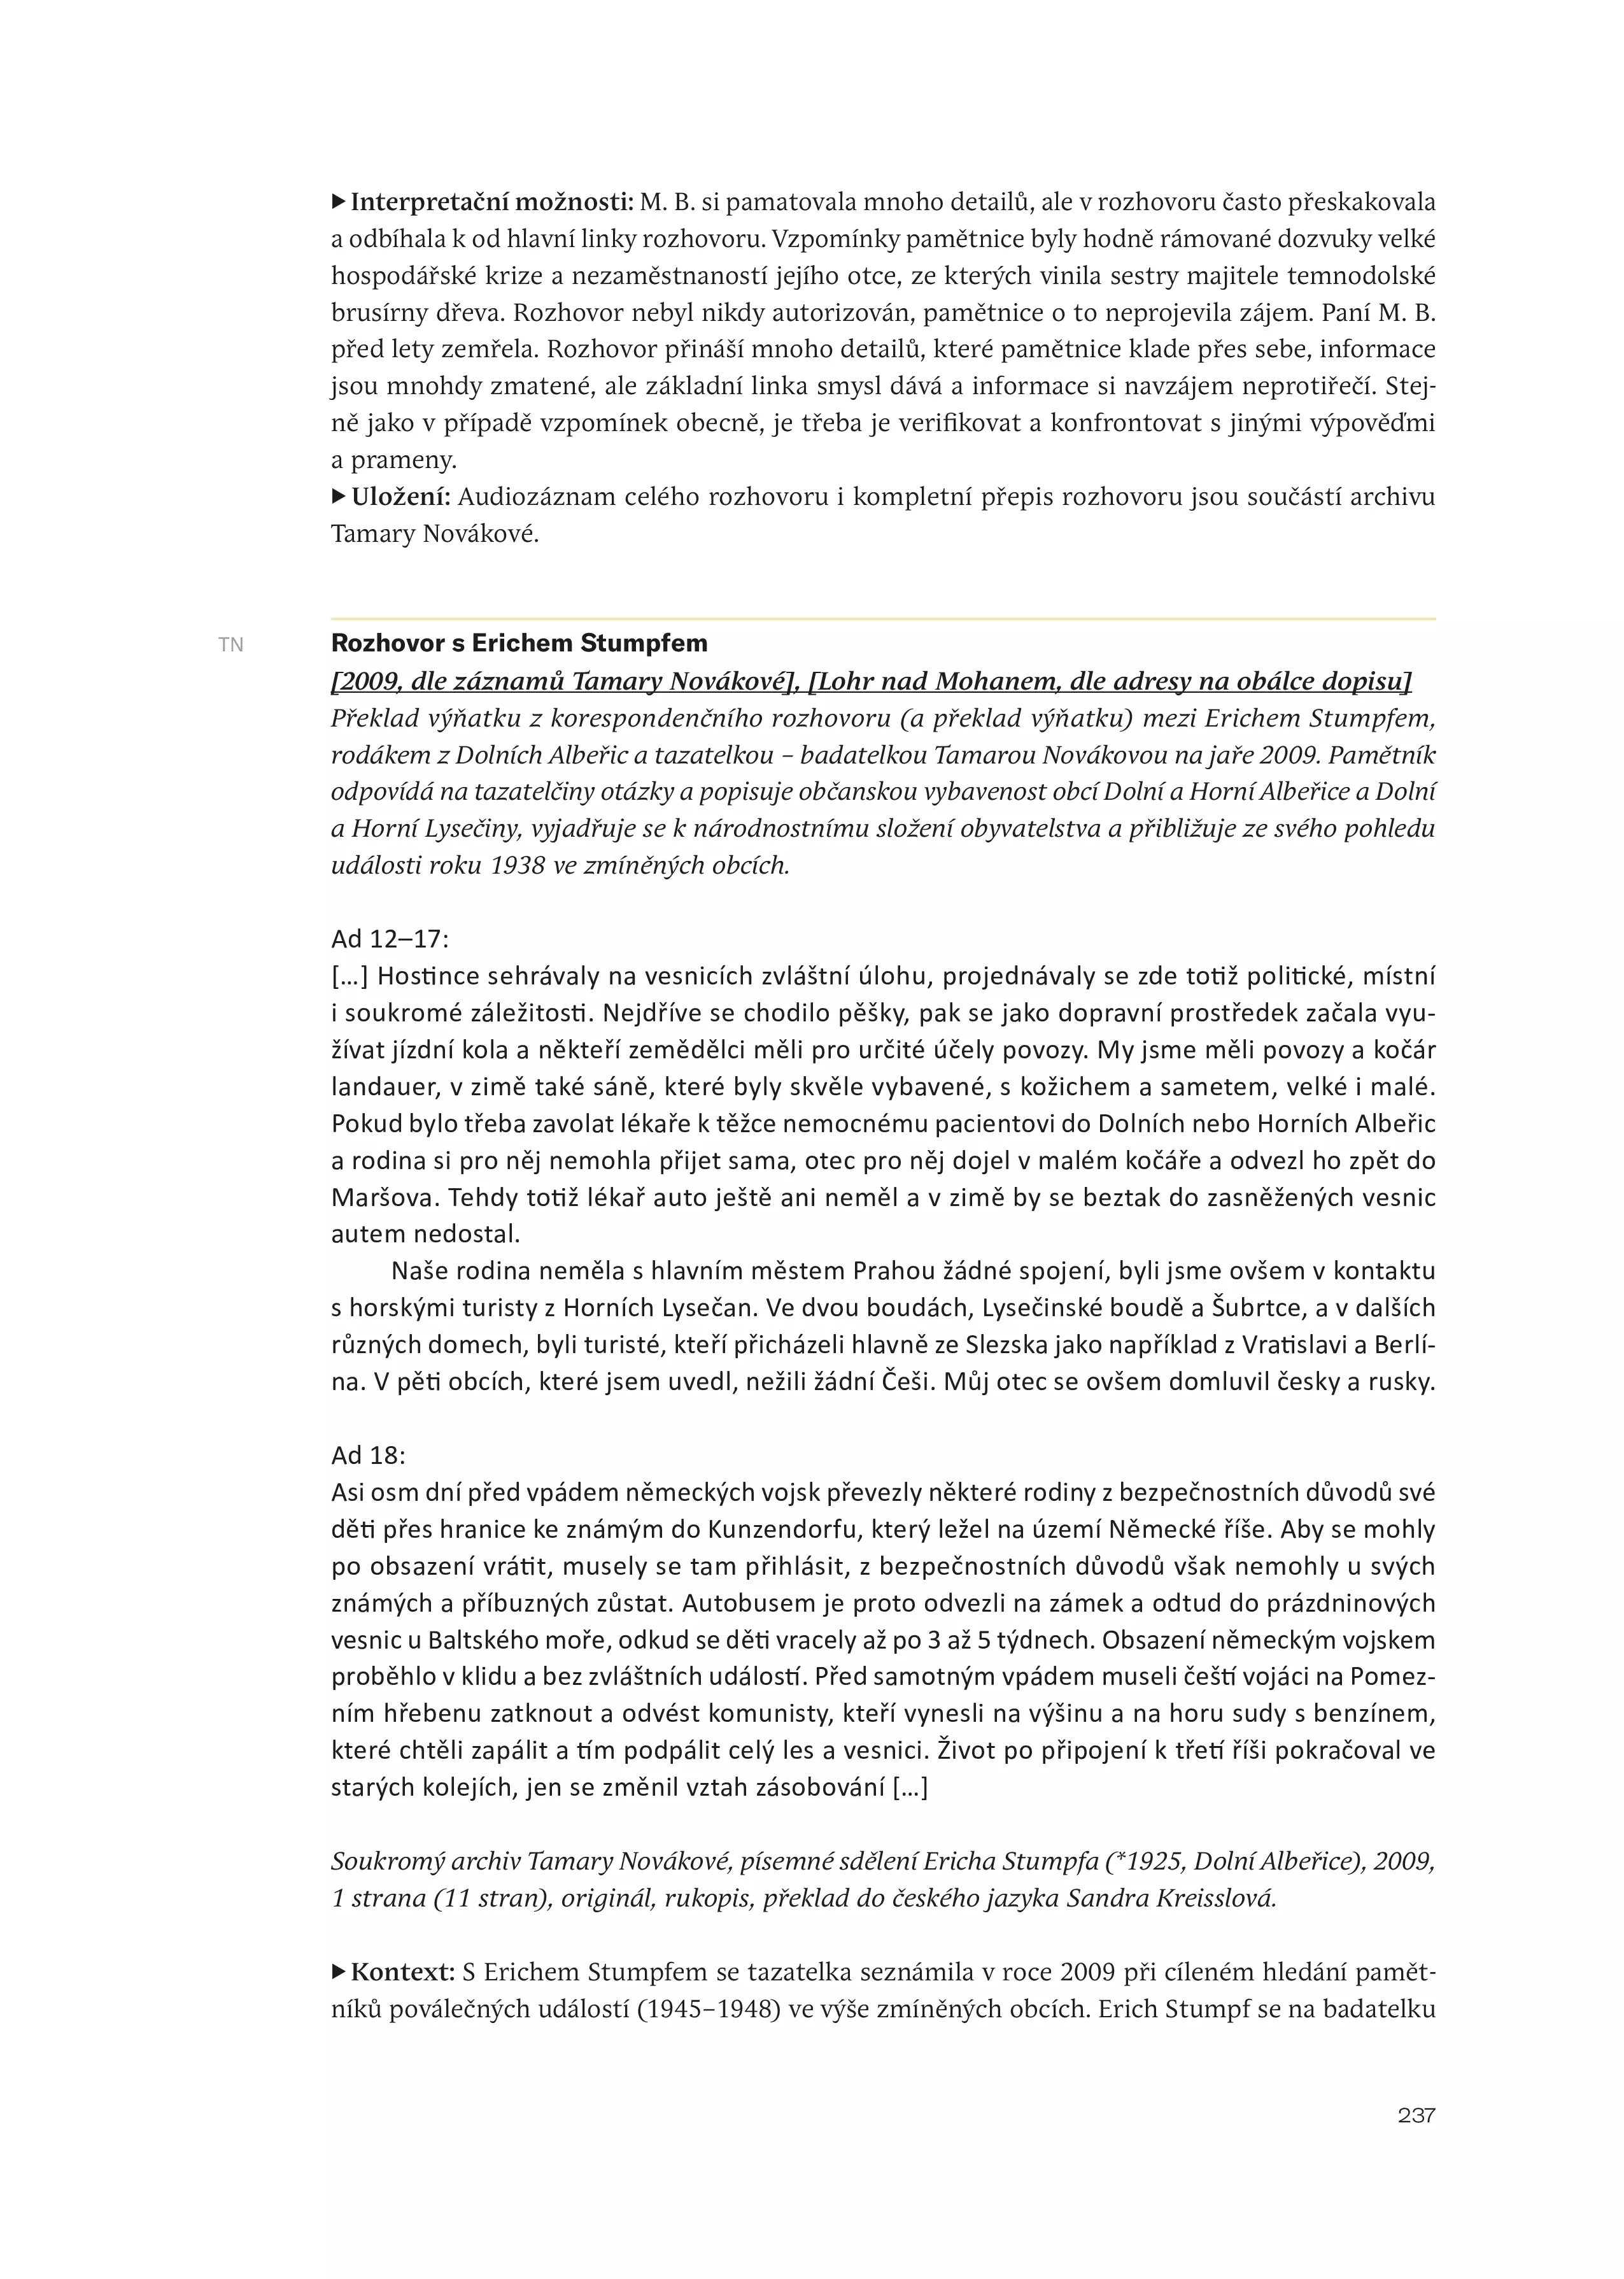 ▶ Interpretační možnosti: M. B. si pamatovala mnoho detailů, ale v rozhovoru často přeskakovala
a odbíhala k od hlavní linky rozhovoru. Vzpomínky pamětnice byly hodně rámované dozvuky velké
hospodářské krize a nezaměstnaností jejího otce, ze kterých vinila sestry majitele temnodolské
brusírny dřeva. Rozhovor nebyl nikdy autorizován, pamětnice o to neprojevila zájem. Paní M. B.
před lety zemřela. Rozhovor přináší mnoho detailů, které pamětnice klade přes sebe, informace
jsou mnohdy zmatené, ale základní linka smysl dává a informace si navzájem neprotiřečí. Stej-
ně jako v případě vzpomínek obecně, je třeba je verifikovat a konfrontovat s jinými výpověďmi
a prameny.
▶ Uložení: Audiozáznam celého rozhovoru i kompletní přepis rozhovoru jsou součástí archivu
Tamary Novákové.
TN
Rozhovor s Erichem Stumpfem
[2009, dle záznamů Tamary Novákové], [Lohr nad Mohanem, dle adresy na obálce dopisu]
Překlad výňatku z korespondenčního rozhovoru (a překlad výňatku) mezi Erichem Stumpfem,
rodákem z Dolních Albeřic a tazatelkou – badatelkou Tamarou Novákovou na jaře 2009. Pamětník
odpovídá na tazatelčiny otázky a popisuje občanskou vybavenost obcí Dolní a Horní Albeřice a Dolní
a Horní Lysečiny, vyjadřuje se k národnostnímu složení obyvatelstva a přibližuje ze svého pohledu
události roku 1938 ve zmíněných obcích.
Ad 12–17:
[…] Hostince sehrávaly na vesnicích zvláštní úlohu, projednávaly se zde totiž politické, místní
i soukromé záležitosti. Nejdříve se chodilo pěšky, pak se jako dopravní prostředek začala vyu-
žívat jízdní kola a někteří zemědělci měli pro určité účely povozy. My jsme měli povozy a kočár
landauer, v zimě také sáně, které byly skvěle vybavené, s kožichem a sametem, velké i malé.
Pokud bylo třeba zavolat lékaře k těžce nemocnému pacientovi do Dolních nebo Horních Albeřic
a rodina si pro něj nemohla přijet sama, otec pro něj dojel v malém kočáře a odvezl ho zpět do
Maršova. Tehdy totiž lékař auto ještě ani neměl a v zimě by se beztak do zasněžených vesnic
autem nedostal.
Naše rodina neměla s hlavním městem Prahou žádné spojení, byli jsme ovšem v kontaktu
s horskými turisty z Horních Lysečan. Ve dvou boudách, Lysečinské boudě a Šubrtce, a v dalších
různých domech, byli turisté, kteří přicházeli hlavně ze Slezska jako například z Vratislavi a Berlí-
na. V pěti obcích, které jsem uvedl, nežili žádní Češi. Můj otec se ovšem domluvil česky a rusky.
Ad 18:
Asi osm dní před vpádem německých vojsk převezly některé rodiny z bezpečnostních důvodů své
děti přes hranice ke známým do Kunzendorfu, který ležel na území Německé říše. Aby se mohly
po obsazení vrátit, musely se tam přihlásit, z bezpečnostních důvodů však nemohly u svých
známých a příbuzných zůstat. Autobusem je proto odvezli na zámek a odtud do prázdninových
vesnic u Baltského moře, odkud se děti vracely až po 3 až 5 týdnech. Obsazení německým vojskem
proběhlo v klidu a bez zvláštních událostí. Před samotným vpádem museli čeští vojáci na Pomez-
ním hřebenu zatknout a odvést komunisty, kteří vynesli na výšinu a na horu sudy s benzínem,
které chtěli zapálit a tím podpálit celý les a vesnici. Život po připojení k třetí říši pokračoval ve
starých kolejích, jen se změnil vztah zásobování […]
Soukromý archiv Tamary Novákové, písemné sdělení Ericha Stumpfa (*1925, Dolní Albeřice), 2009,
1 strana (11 stran), originál, rukopis, překlad do českého jazyka Sandra Kreisslová.
▶ Kontext: S Erichem Stumpfem se tazatelka seznámila v roce 2009 při cíleném hledání pamět-
níků poválečných událostí (1945–1948) ve výše zmíněných obcích. Erich Stumpf se na badatelku
237